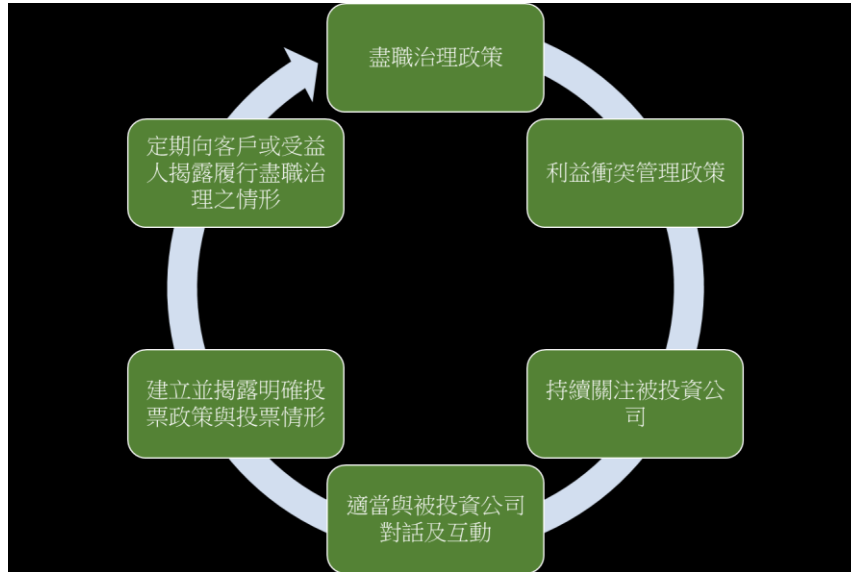 盡職治理政策
利益衝突管理政策
持續關注被投資公
司
適當與被投資公司
對話及互動
建立並揭露明確投
票政策與投票情形
定期向客戶或受益
人揭露履行盡職治
理之情形